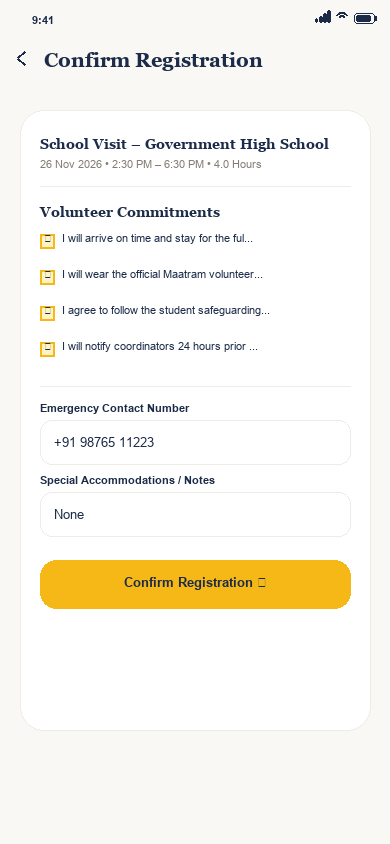 9:41
Confirm Registration
School Visit – Government High School
26 Nov 2026 • 2:30 PM – 6:30 PM • 4.0 Hours
Volunteer Commitments
I will arrive on time and stay for the ful...
I will wear the official Maatram volunteer...
I agree to follow the student safeguarding...
I will notify coordinators 24 hours prior ...
Emergency Contact Number
+91 98765 11223
Special Accommodations / Notes
None
Confirm Registration